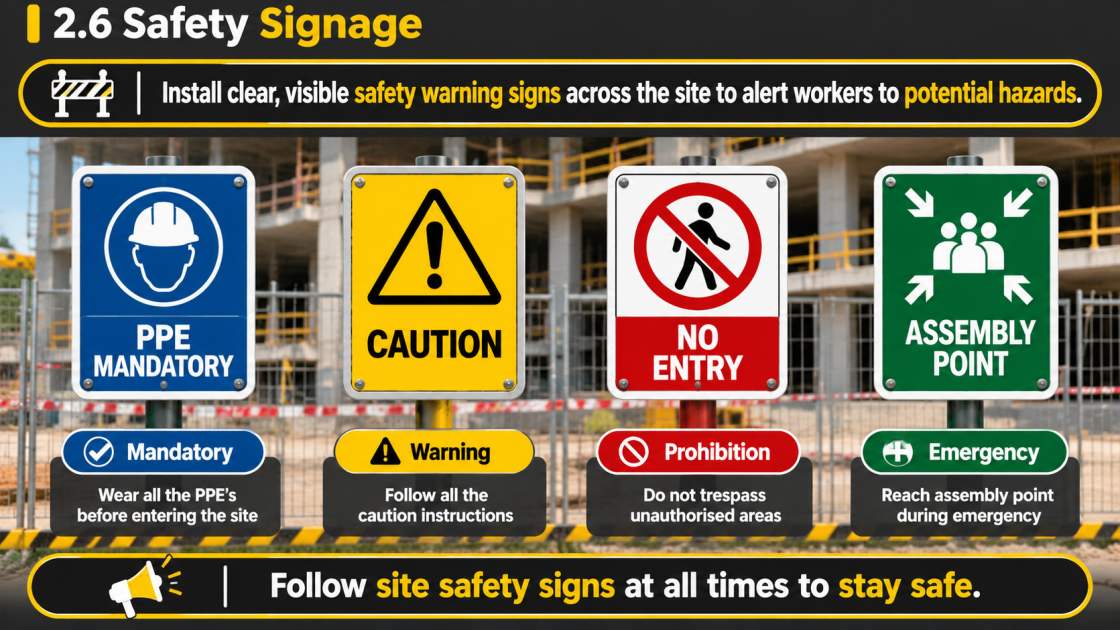 2.6 Safety Signage
Install clear, visible safety warning signs across the site to alert workers to potential hazards.
PPE
MANDATORY
CAUTION
NO
ENTRY
ASSEMBLY
POINT
Mandatory
Wear all the PPE's
before entering the site
Warning
Follow all the
caution instructions
Prohibition
Do not trespass
unauthorised areas
Emergency
Reach assembly point
during emergency
Follow site safety signs at all times to stay safe.